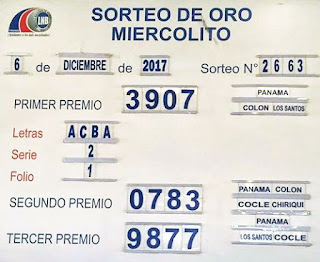 LNB
SORTEO DE ORO
MIERCOLITO
6 de DICIEMBRE de 2017 Sorteo N° 2663
PRIMER PREMIO 3907 PANAMA
COLON LOS SANTOS
Letras ACBA
Serie 2
Folio 1
SEGUNDO PREMIO 0783 PANAMA COLON
COCLE CHIRIQUI
TERCER PREMIO 9877 PANAMA
LOS SANTOS COCLE